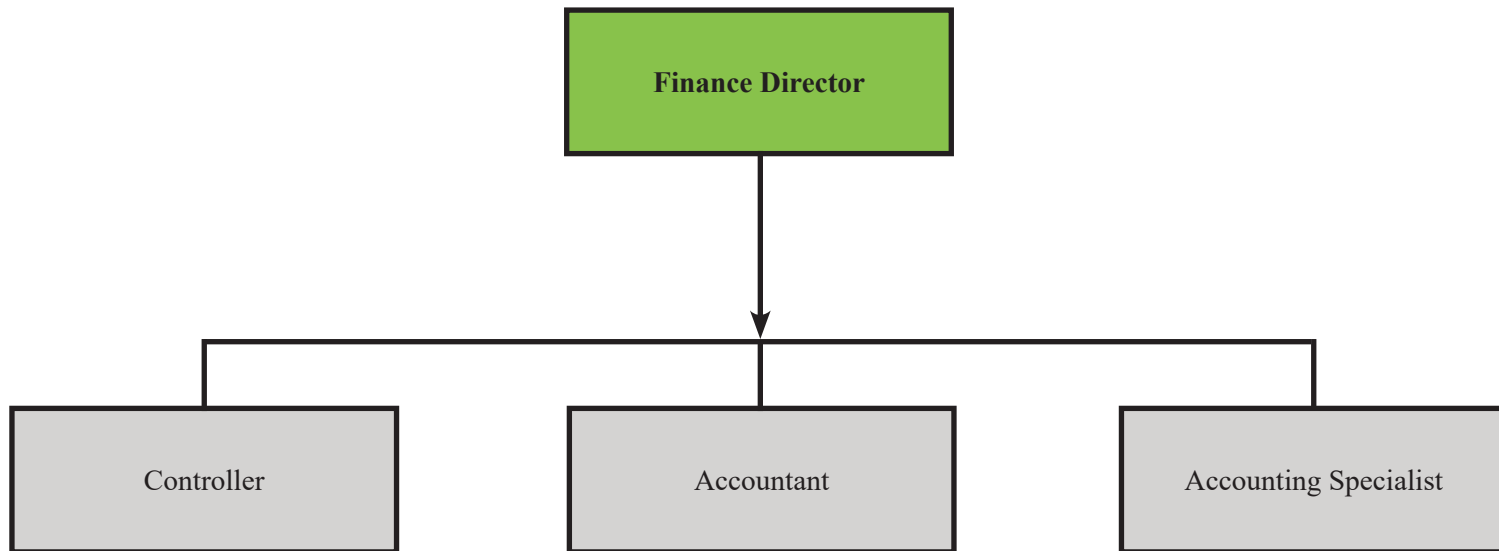 Finance Director
Controller
Accountant
Accounting Specialist